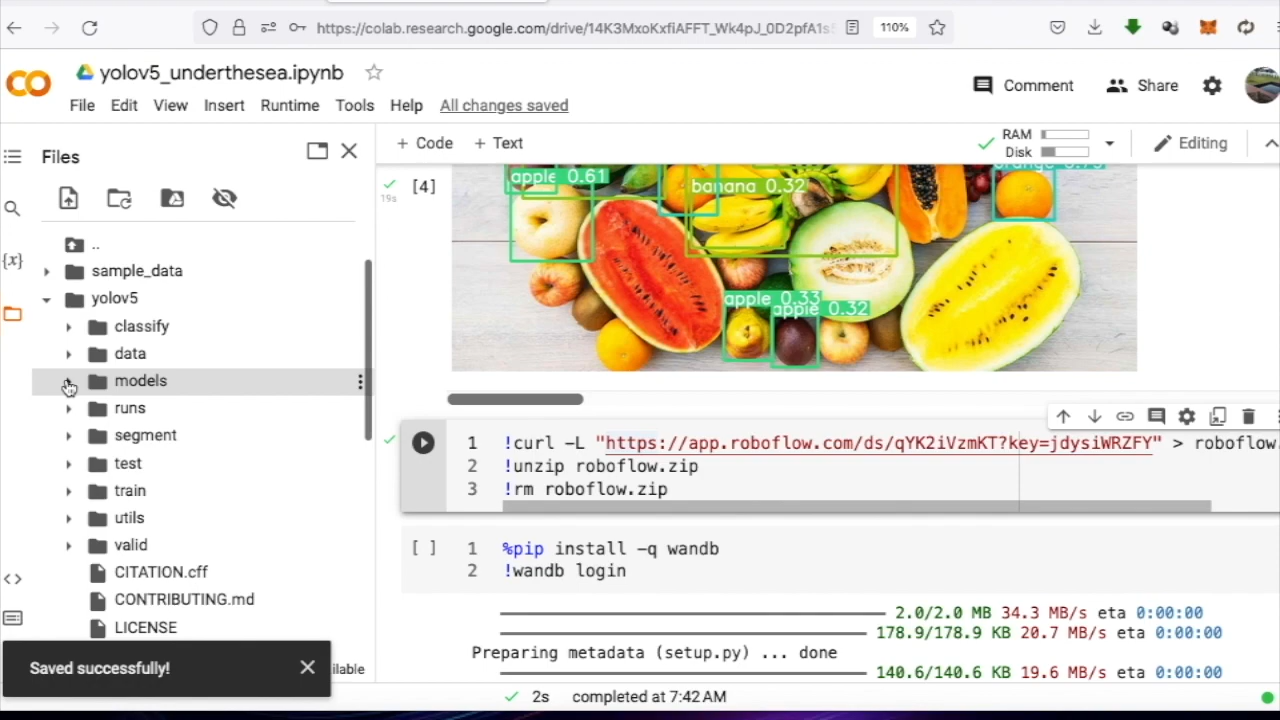 https://colab.research.google.com/drive/14K3MxoKxfiAFFT_Wk4pJ_0D2pfA1s
110%
yolov5_underthesea.ipynb
Comment
Share
File Edit View Insert Runtime Tools Help All changes saved
Files
+ Code + Text
RAM
Disk
Editing
..
sample_data
yolov5
classify
data
models
runs
segment
test
train
utils
valid
CITATION.cff
CONTRIBUTING.md
LICENSE
[4]
19s
apple 0.61
banana 0.32
apple 0.33
apple 0.32
1 !curl -L "https://app.roboflow.com/ds/qYK2iVzmKT?key=jdysiWRZFY" > roboflow.
2 !unzip roboflow.zip
3 !rm roboflow.zip
[ ] 1 %pip install -q wandb
2 !wandb login
2.0/2.0 MB 34.3 MB/s eta 0:00:00
178.9/178.9 KB 20.7 MB/s eta 0:00:00
Preparing metadata (setup.py) ... done
140.6/140.6 KB 19.6 MB/s eta 0:00:00
Saved successfully!
ilable
2s completed at 7:42 AM